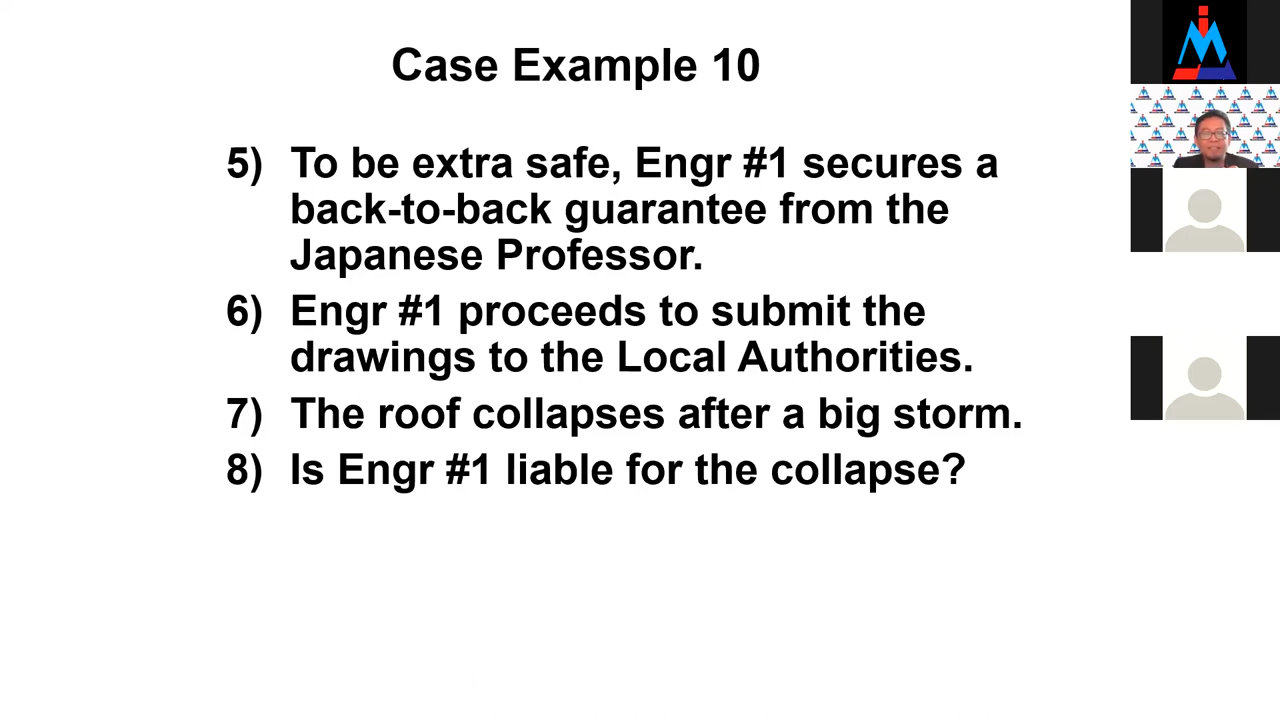 Case Example 10
5) To be extra safe, Engr #1 secures a
back-to-back guarantee from the
Japanese Professor.
6) Engr #1 proceeds to submit the
drawings to the Local Authorities.
7) The roof collapses after a big storm.
8) Is Engr #1 liable for the collapse?